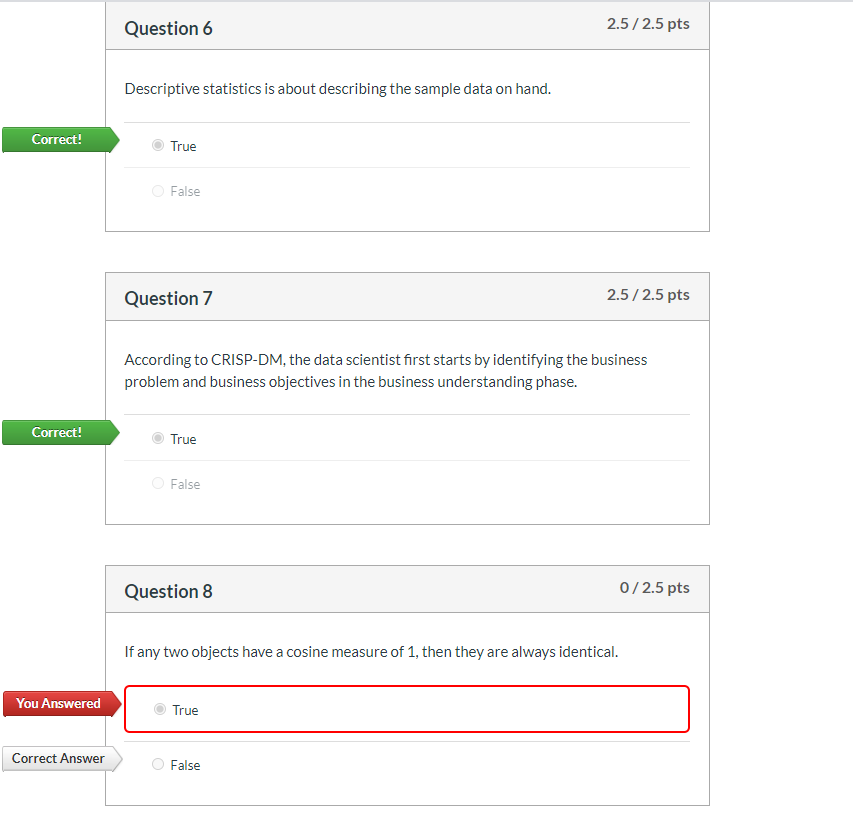 Question 6
2.5 / 2.5 pts
Descriptive statistics is about describing the sample data on hand.
Correct!
True
False
Question 7
2.5 / 2.5 pts
According to CRISP-DM, the data scientist first starts by identifying the business
problem and business objectives in the business understanding phase.
Correct!
True
False
Question 8
0 / 2.5 pts
If any two objects have a cosine measure of 1, then they are always identical.
You Answered
True
Correct Answer
False